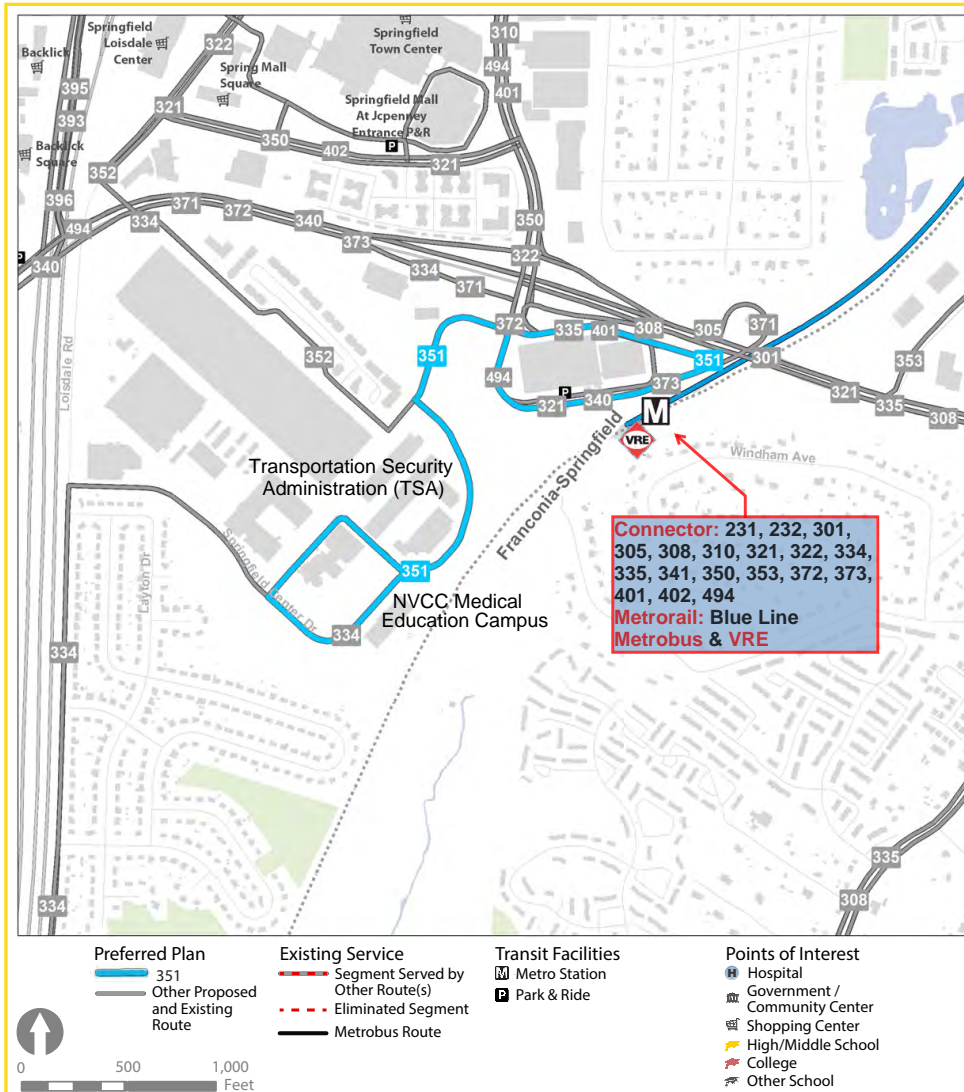 Springfield
Loisdale
Center
322
Springfield
Town Center
310
Backlick
Spring Mall
Square
494
395
401
Springfield Mall
At Jcpenney
Entrance P&R
P
393
321
350
402
321
Backlick
Square
352
396
371
372
350
494
334
340
373
322
340
P
334
371
Loisdale Rd
372
335
401
308
305
371
351
352
351
301
353
494
373
321
P
321
340
335
308
M
VRE
Franconia-Springfield
Windham Ave
Transportation Security
Administration (TSA)
Connector: 231, 232, 301,
305, 308, 310, 321, 322, 334,
335, 341, 350, 353, 372, 373,
401, 402, 494
Metrorail: Blue Line
Metrobus & VRE
Layton Dr
Springfield Center Dr
351
NVCC Medical
Education Campus
334
334
335
308
334
Preferred Plan
351
Other Proposed
and Existing
Route
Existing Service
Segment Served by
Other Route(s)
Eliminated Segment
Metrobus Route
Transit Facilities
M Metro Station
P Park & Ride
Points of Interest
H Hospital
Government /
Community Center
Shopping Center
High/Middle School
College
Other School
0 500 1,000
Feet